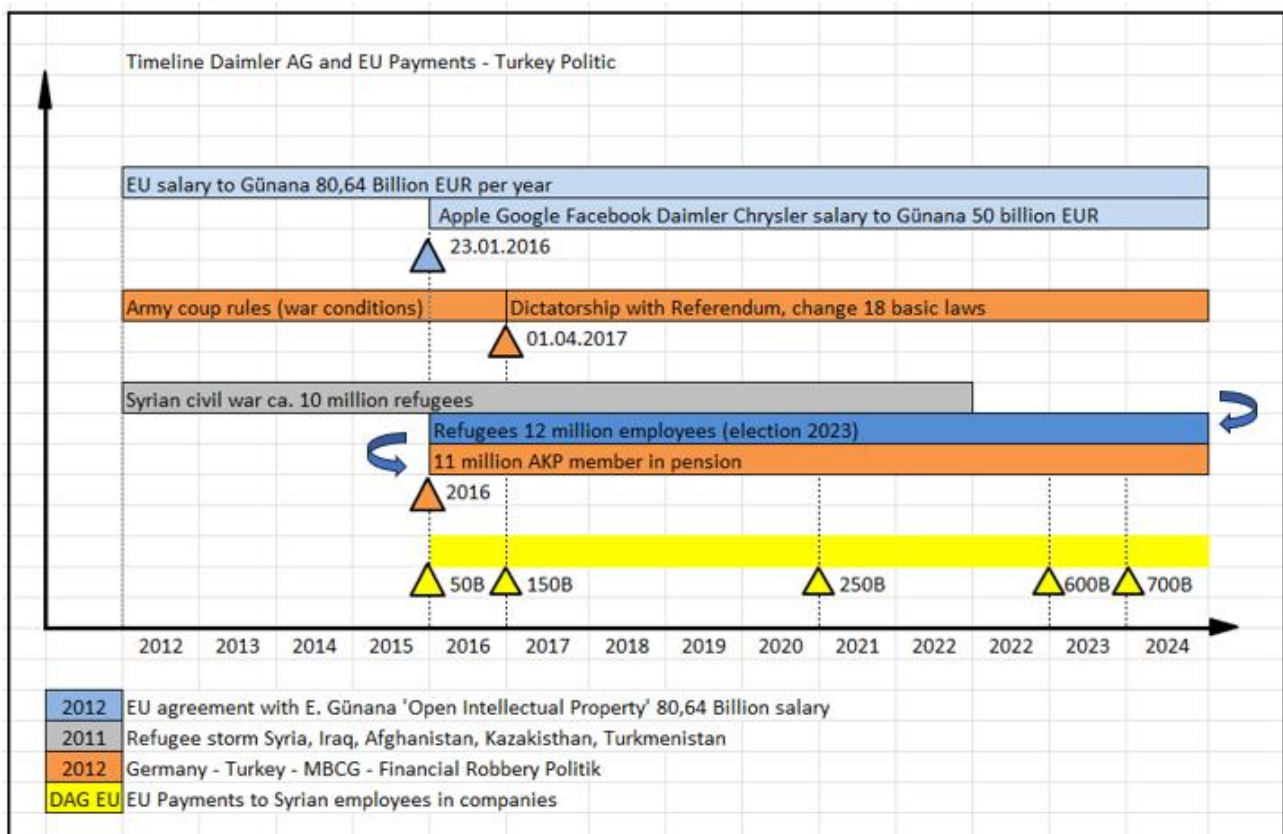 Timeline Daimler AG and EU Payments - Turkey Politic
EU salary to Günana 80,64 Billion EUR per year
Apple Google Facebook Daimler Chrysler salary to Günana 50 billion EUR
23.01.2016
Army coup rules (war conditions)
Dictatorship with Referendum, change 18 basic laws
01.04.2017
Syrian civil war ca. 10 million refugees
Refugees 12 million employees (election 2023)
11 million AKP member in pension
2016
50B 150B 250B 600B 700B
2012 2013 2014 2015 2016 2017 2018 2019 2020 2021 2022 2022 2023 2024
2012 EU agreement with E. Günana 'Open Intellectual Property' 80,64 Billion salary
2011 Refugee storm Syria, Iraq, Afghanistan, Kazakisthan, Turkmenistan
2012 Germany - Turkey - MBCG - Financial Robbery Politik
DAG EU EU Payments to Syrian employees in companies